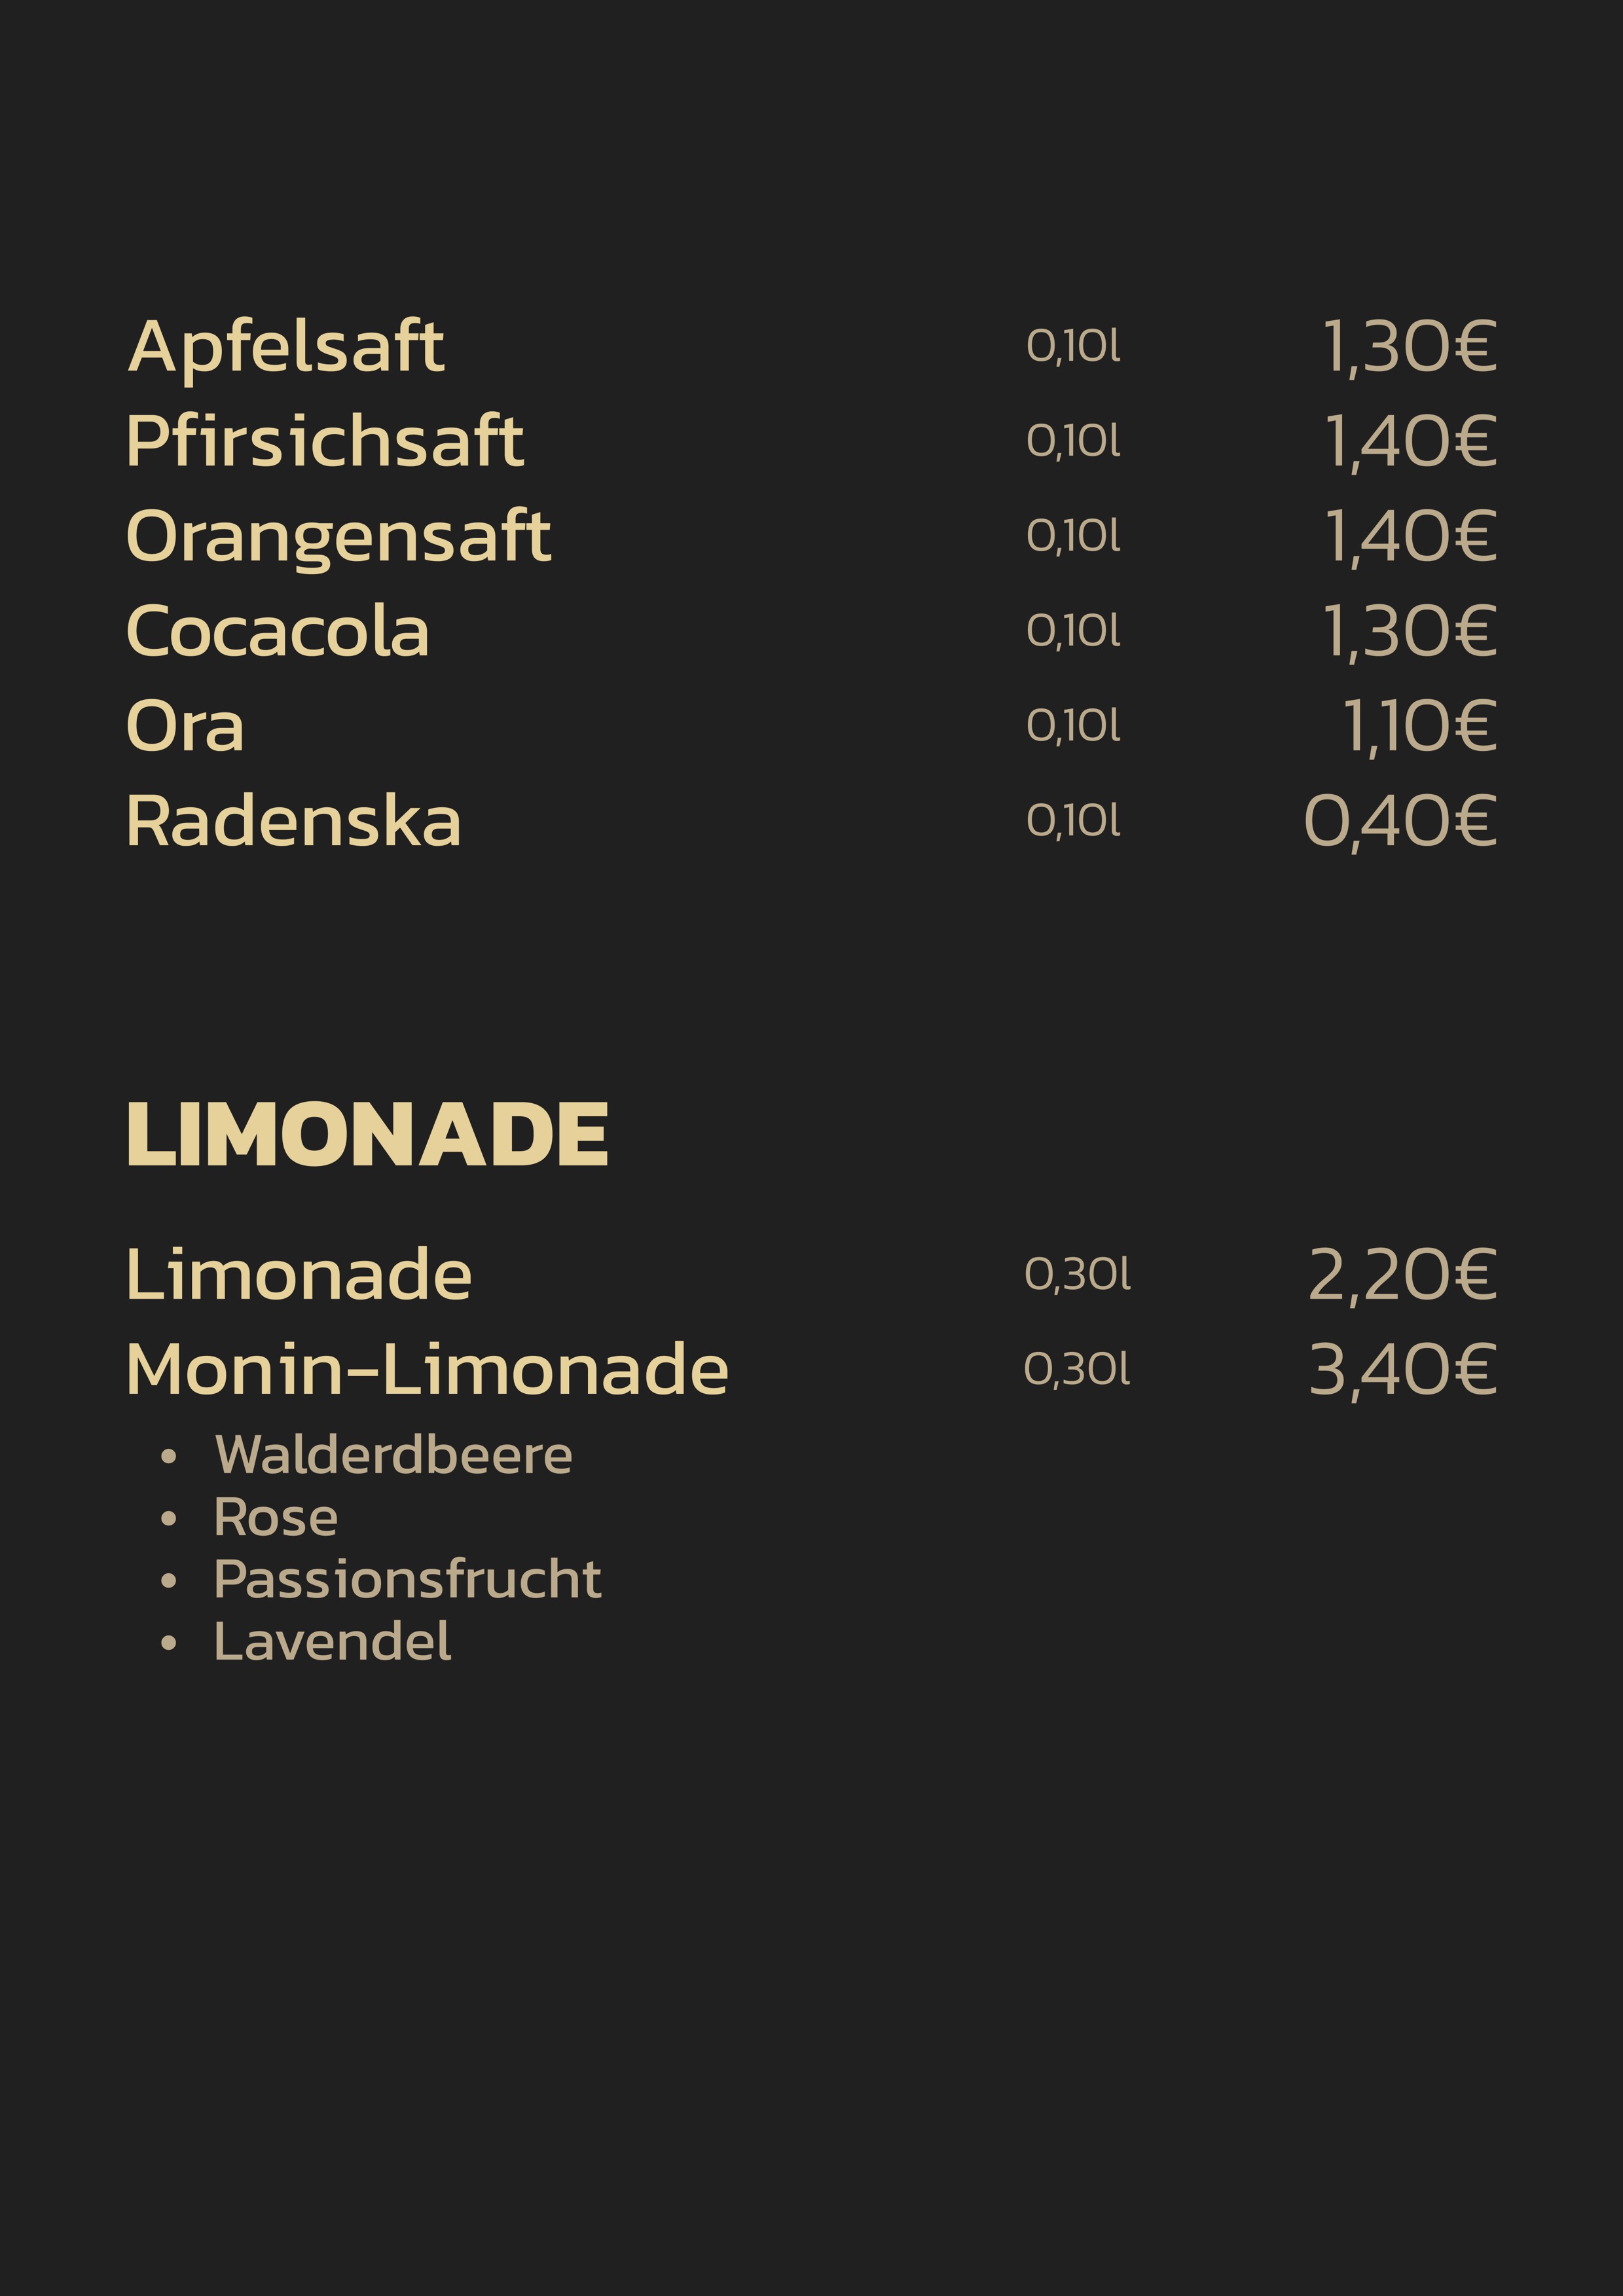 Apfelsaft 0,10l 1,30€
Pfirsichsaft 0,10l 1,40€
Orangensaft 0,10l 1,40€
Cocacola 0,10l 1,30€
Ora 0,10l 1,10€
Radenska 0,10l 0,40€
LIMONADE
Limonade 0,30l 2,20€
Monin-Limonade 0,30l 3,40€
• Walderdbeere
• Rose
• Passionsfrucht
• Lavendel